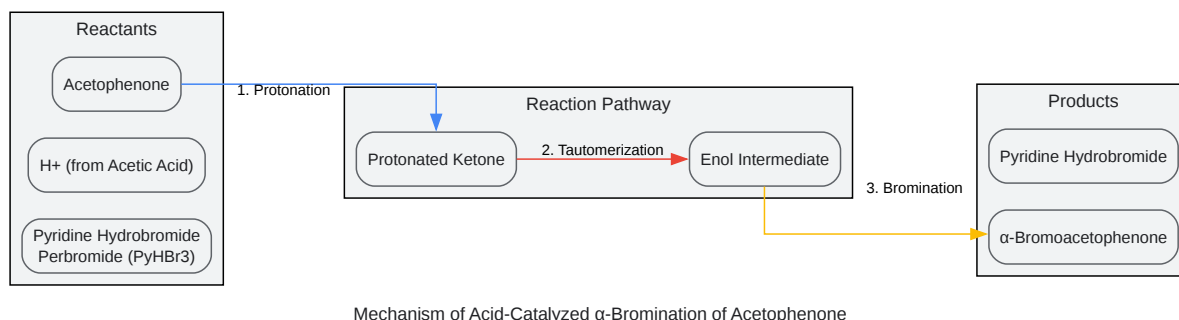 Reactants
Acetophenone
H+ (from Acetic Acid)
Pyridine Hydrobromide
Perbromide (PyHBr3)
1. Protonation
Reaction Pathway
Protonated Ketone
2. Tautomerization
Enol Intermediate
3. Bromination
Products
Pyridine Hydrobromide
α-Bromoacetophenone
Mechanism of Acid-Catalyzed α-Bromination of Acetophenone